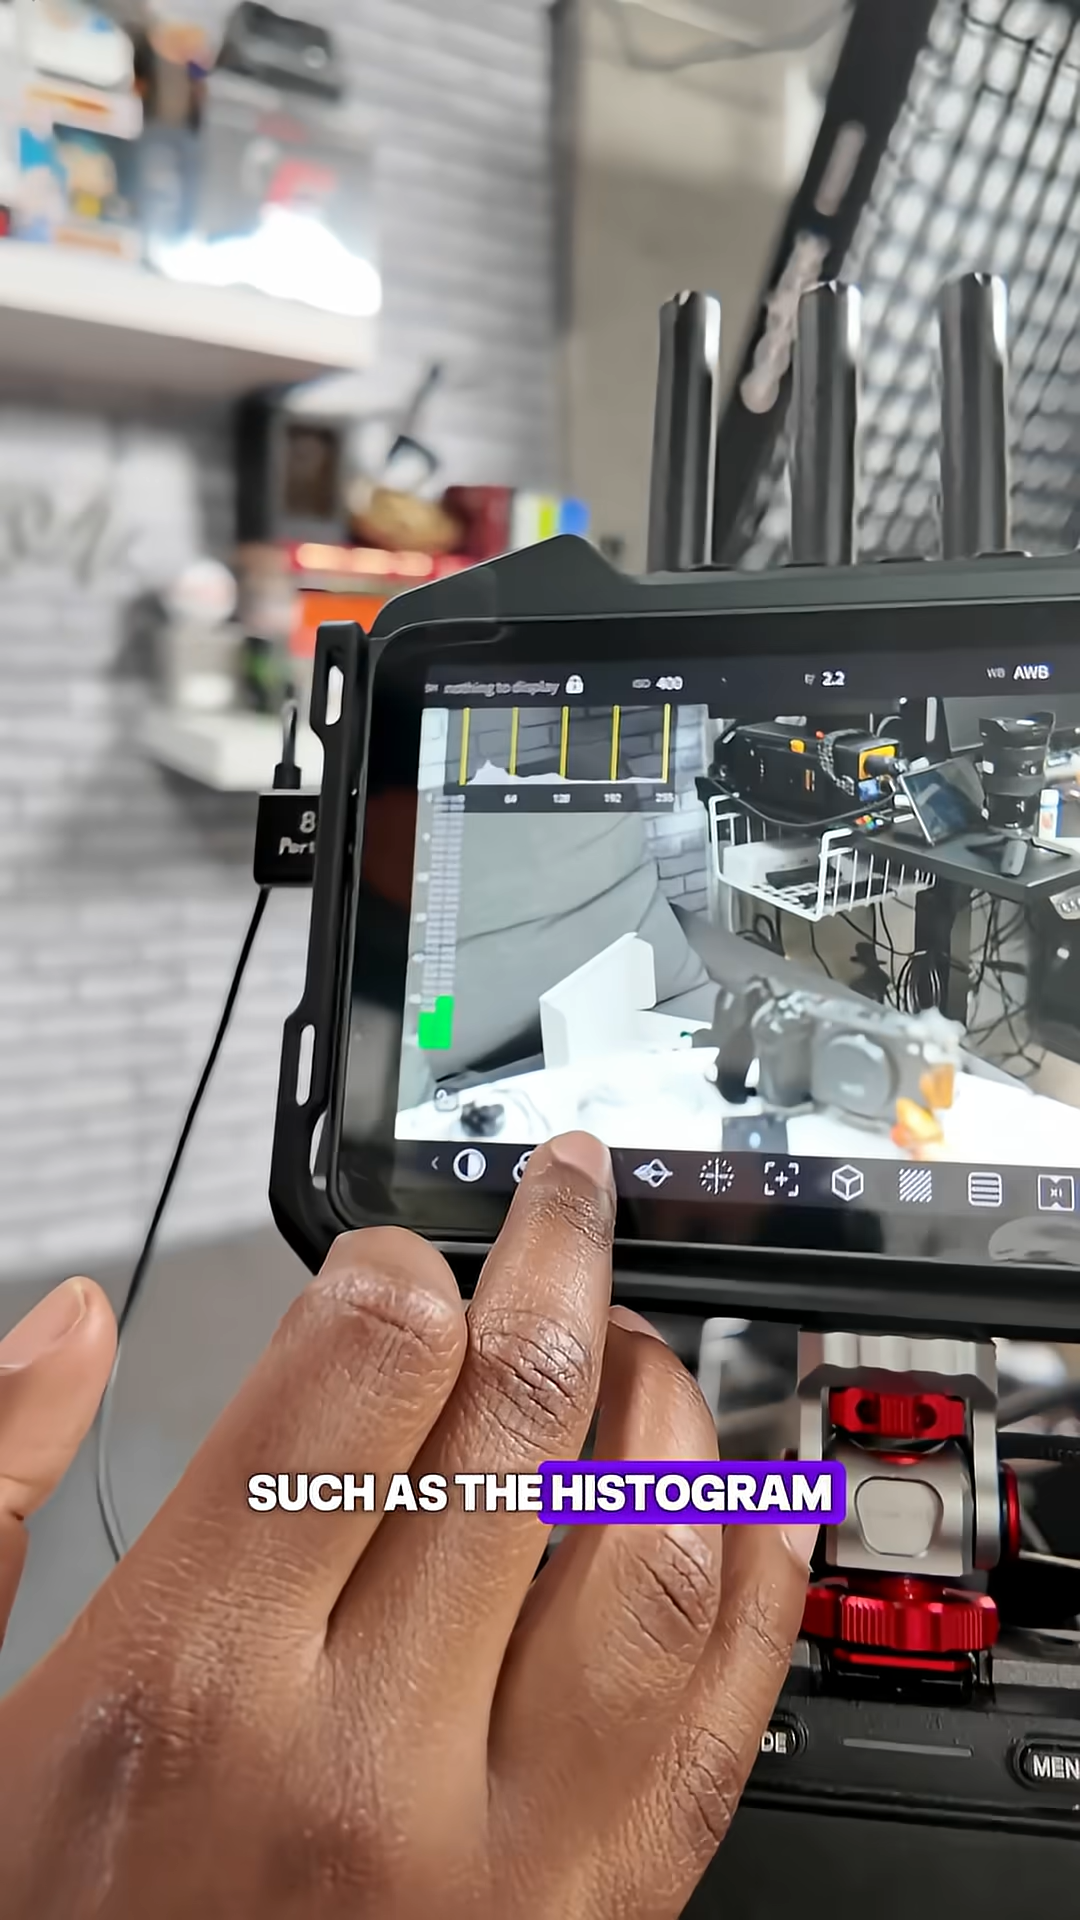 nothing to display
ISO 400
F 2.2
WB AWB
64
128
192
255
8
Port
SUCH AS THE HISTOGRAM
DE
MEN